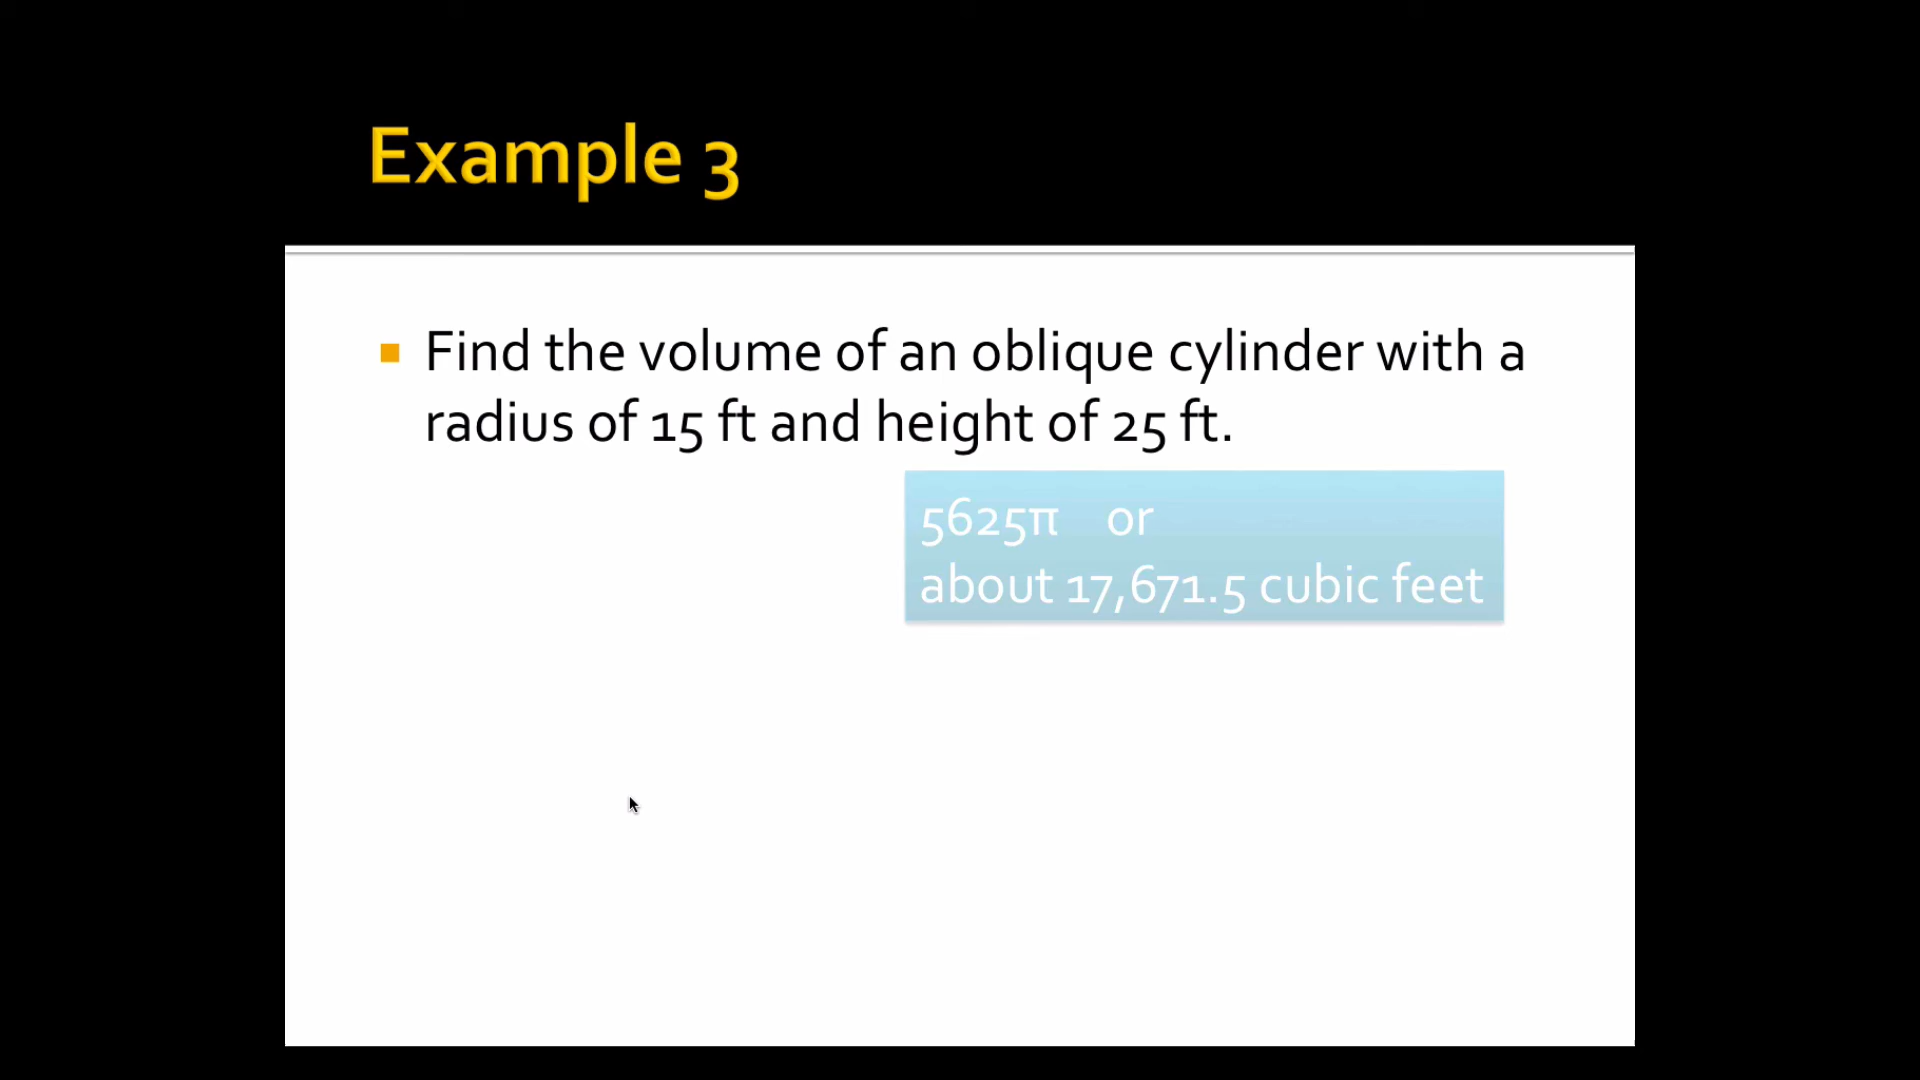 Example 3
Find the volume of an oblique cylinder with a
radius of 15 ft and height of 25 ft.
5625π or
about 17,671.5 cubic feet